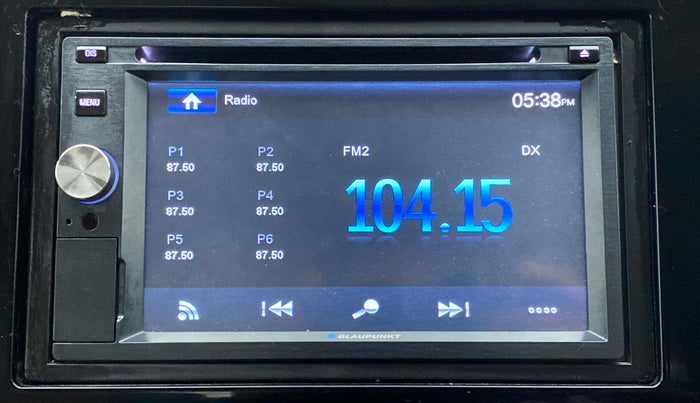 DIS
MENU
Radio
05:38PM
P1
87.50
P2
87.50
FM2
DX
P3
87.50
P4
87.50
104.15
P5
87.50
P6
87.50
BLAUPUNKT